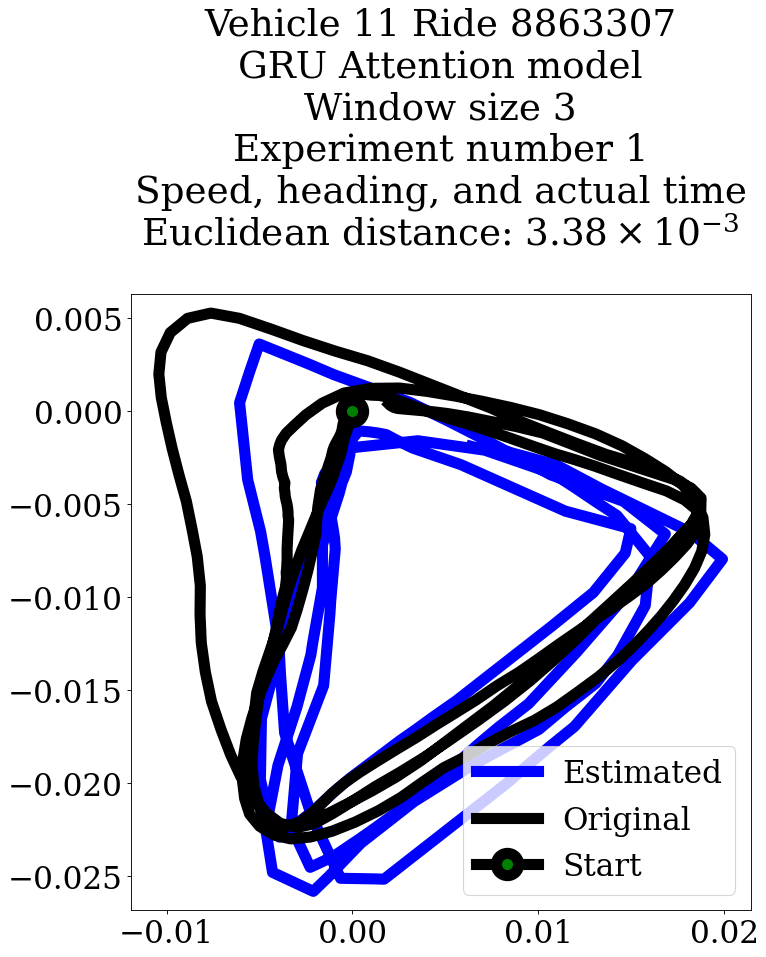 Vehicle 11 Ride 8863307
GRU Attention model
Window size 3
Experiment number 1
Speed, heading, and actual time
Euclidean distance: 3.38 × 10⁻³
0.005
0.000
−0.005
−0.010
−0.015
−0.020
−0.025
Estimated
Original
Start
−0.01
0.00
0.01
0.02